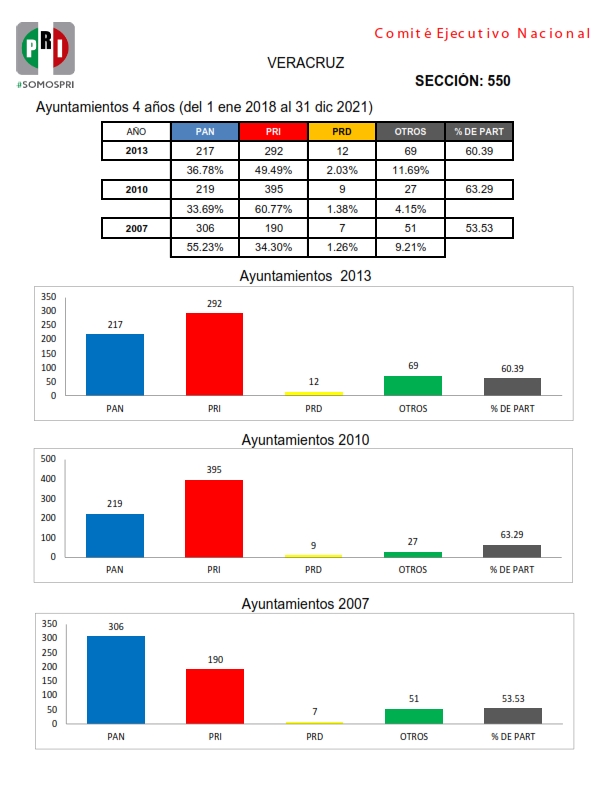 Comité Ejecutivo Nacional
PRI
#SOMOSPRI
VERACRUZ
SECCIÓN: 550
Ayuntamientos 4 años (del 1 ene 2018 al 31 dic 2021)
AÑO PAN PRI PRD OTROS % DE PART
2013 217 292 12 69 60.39
36.78% 49.49% 2.03% 11.69%
2010 219 395 9 27 63.29
33.69% 60.77% 1.38% 4.15%
2007 306 190 7 51 53.53
55.23% 34.30% 1.26% 9.21%
Ayuntamientos 2013
350
300
250
200
150
100
50
0
217 292 12 69 60.39
PAN PRI PRD OTROS % DE PART
Ayuntamientos 2010
500
400
300
200
100
0
219 395 9 27 63.29
PAN PRI PRD OTROS % DE PART
Ayuntamientos 2007
350
300
250
200
150
100
50
0
306 190 7 51 53.53
PAN PRI PRD OTROS % DE PART